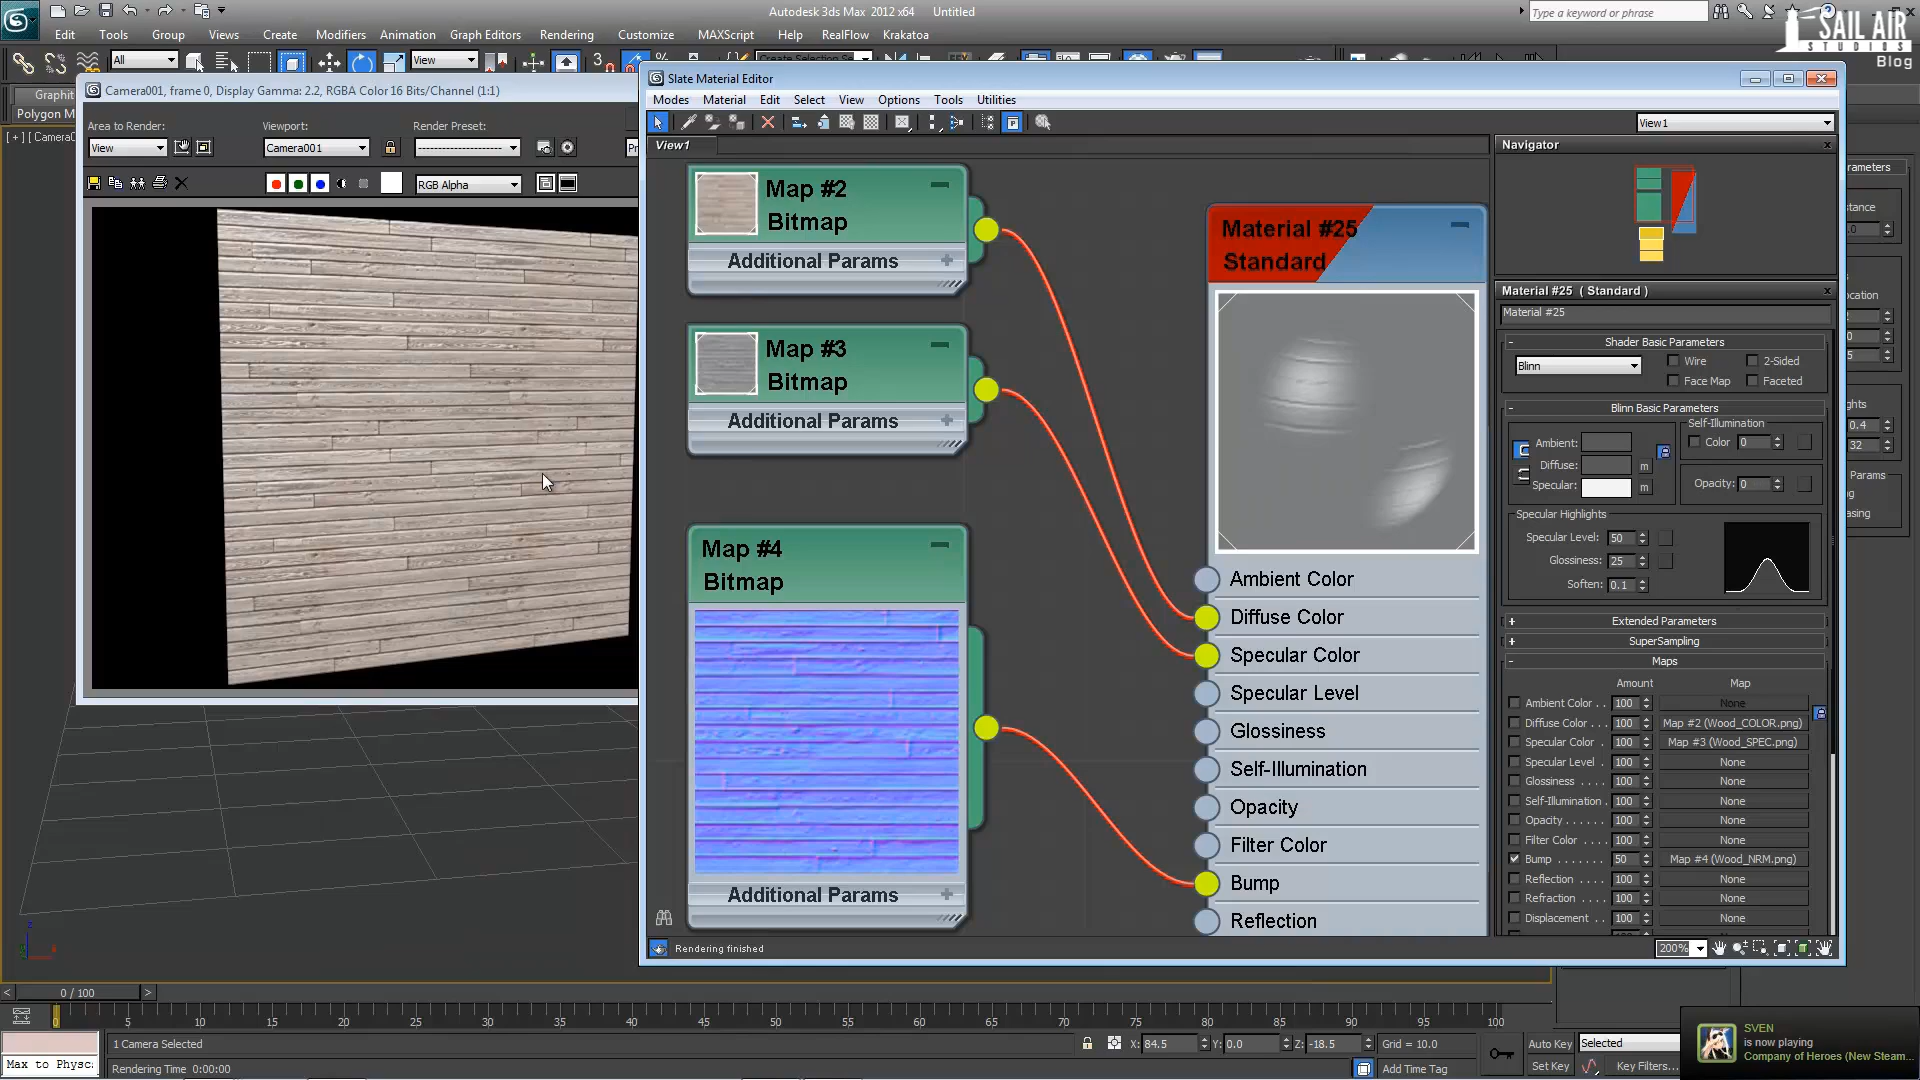 Autodesk 3ds Max 2012 x64 Untitled
Type a keyword or phrase
SAIL AIR
STUDIOS
Blog
Edit Tools Group Views Create Modifiers Animation Graph Editors Rendering Customize MAXScript Help RealFlow Krakatoa
All
View
Create Selection Se
Graphit
Polygon M
[ + ] [ Camera0
Camera001, frame 0, Display Gamma: 2.2, RGBA Color 16 Bits/Channel (1:1)
Area to Render:
Viewport:
Render Preset:
View
Camera001
RGB Alpha
Slate Material Editor
Modes Material Edit Select View Options Tools Utilities
View1
View1
Map #2
Bitmap
Additional Params
Map #3
Bitmap
Additional Params
Map #4
Bitmap
Additional Params
Material #25
Standard
Ambient Color
Diffuse Color
Specular Color
Specular Level
Glossiness
Self-Illumination
Opacity
Filter Color
Bump
Reflection
Rendering finished
200%
Navigator
Material #25 ( Standard )
Material #25
Shader Basic Parameters
Blinn
Wire
2-Sided
Face Map
Faceted
Blinn Basic Parameters
Self-Illumination
Ambient:
Color 0
Diffuse:
m
Specular:
m
Opacity: 0
Specular Highlights
Specular Level: 50
Glossiness: 25
Soften: 0.1
Extended Parameters
SuperSampling
Maps
Amount Map
Ambient Color . . 100 None
Diffuse Color . . . 100 Map #2 (Wood_COLOR.png)
Specular Color . 100 Map #3 (Wood_SPEC.png)
Specular Level . 100 None
Glossiness . . . . 100 None
Self-Illumination . 100 None
Opacity . . . . . . 100 None
Filter Color . . . . 100 None
Bump . . . . . . . 50 Map #4 (Wood_NRM.png)
Reflection . . . . 100 None
Refraction . . . . 100 None
Displacement . . 100 None
0 / 100
0 5 10 15 20 25 30 35 40 45 50 55 60 65 70 75 80 85 90 95 100
1 Camera Selected
X: 84.5 Y: 0.0 Z: -18.5 Grid = 10.0
Auto Key Selected
Max to Physc
Rendering Time 0:00:00
Add Time Tag
Set Key
Key Filters...
SVEN
is now playing
Company of Heroes (New Steam...